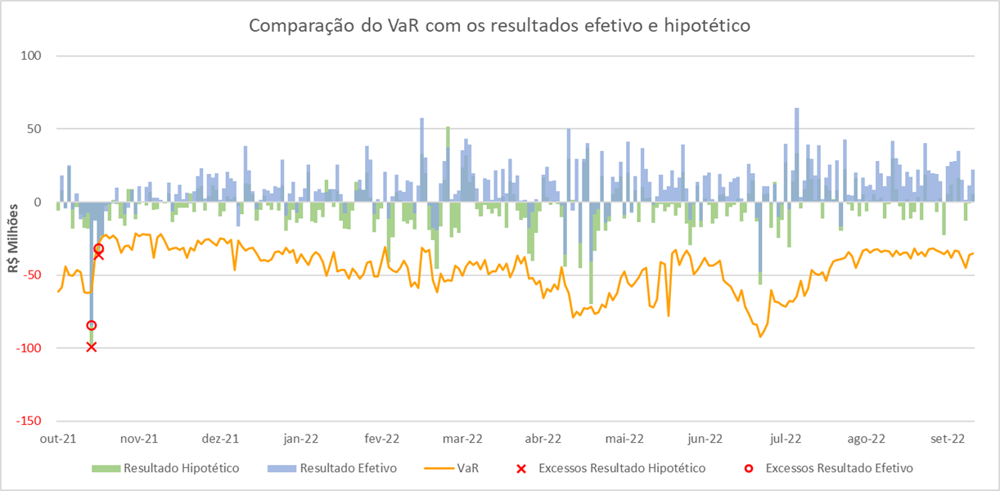 Comparação do VaR com os resultados efetivo e hipotético
100
50
0
-50
-100
-150
R$ Milhões
out-21 nov-21 dez-21 jan-22 fev-22 mar-22 abr-22 mai-22 jun-22 jul-22 ago-22 set-22
Resultado Hipotético Resultado Efetivo VaR Excessos Resultado Hipotético Excessos Resultado Efetivo